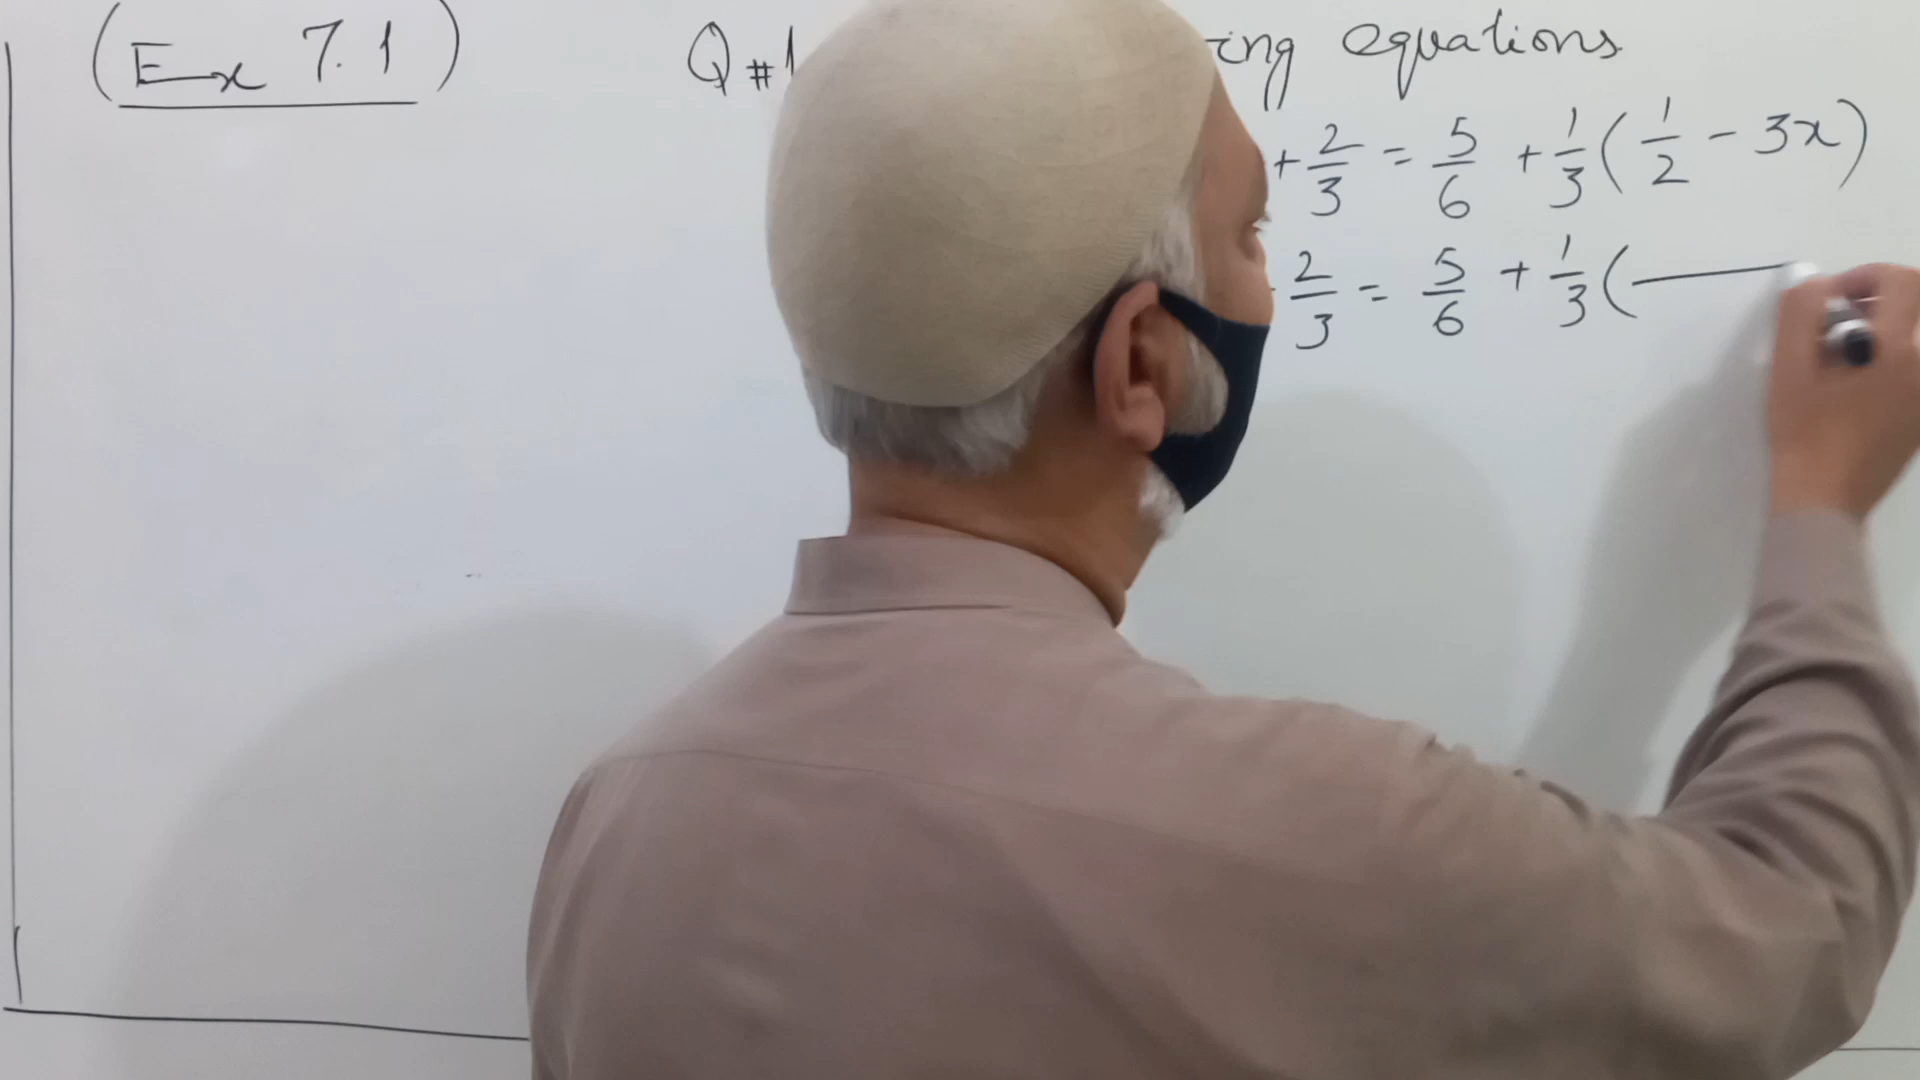 (Ex 7.1)
Q#1 ing equations
+ 2/3 = 5/6 + 1/3 ( 1/2 - 3x )
2/3 = 5/6 + 1/3 (